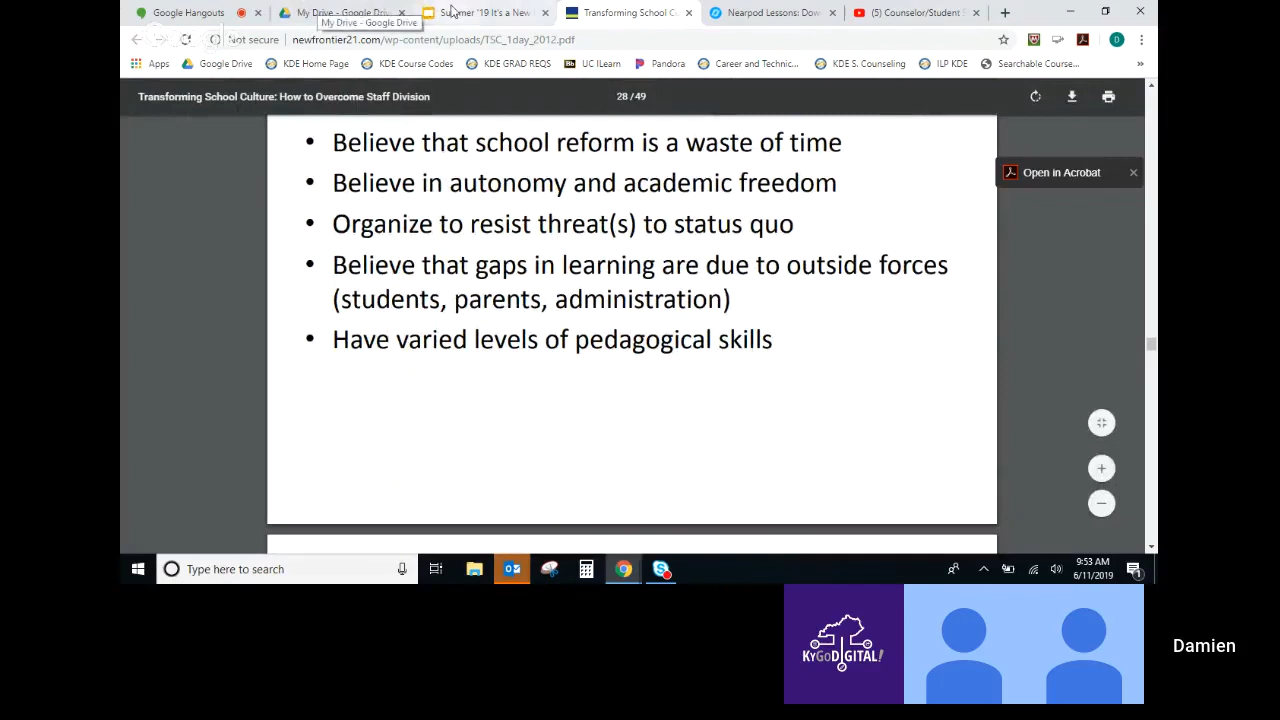 Google Hangouts
My Drive - Google Driv
Summer '19 It's a New
Transforming School Cu
Nearpod Lessons: Dow
(5) Counselor/Student S
My Drive - Google Drive
Not secure
newfrontier21.com/wp-content/uploads/TSC_1day_2012.pdf
D
Apps
Google Drive
KDE Home Page
KDE Course Codes
KDE GRAD REQS
Bb UC ILearn
Pandora
Career and Technic...
KDE S. Counseling
ILP KDE
Searchable Course...
»
Transforming School Culture: How to Overcome Staff Division
28 / 49
• Believe that school reform is a waste of time
• Believe in autonomy and academic freedom
• Organize to resist threat(s) to status quo
• Believe that gaps in learning are due to outside forces
(students, parents, administration)
• Have varied levels of pedagogical skills
Open in Acrobat
Type here to search
9:53 AM
6/11/2019
1
KyGoDIGITAL!
Damien